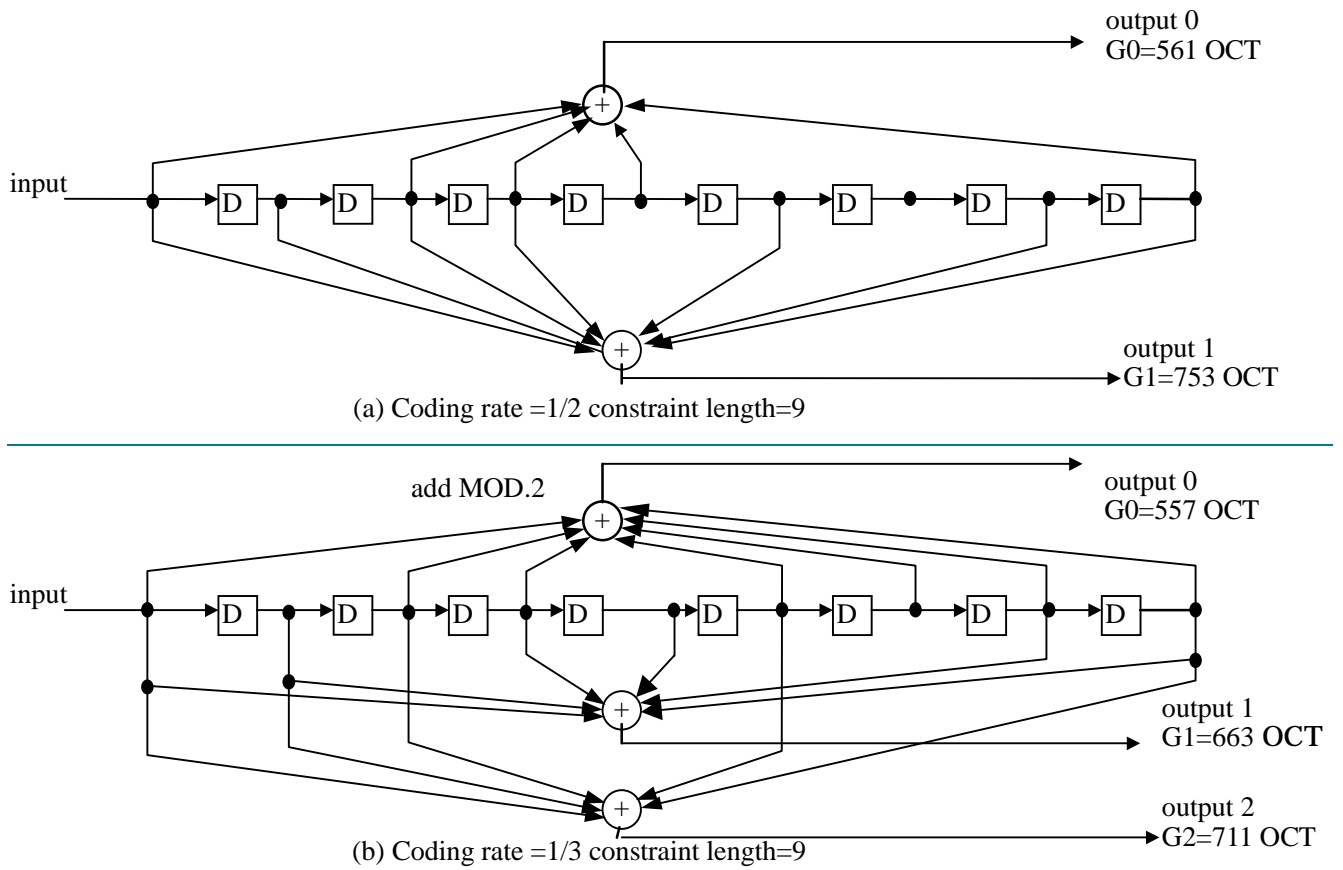 output 0
G0=561 OCT
+
input
D D D D D D D D
+
output 1
G1=753 OCT
(a) Coding rate =1/2 constraint length=9
add MOD.2
output 0
G0=557 OCT
+
input
D D D D D D D D
+
output 1
G1=663 OCT
+
output 2
G2=711 OCT
(b) Coding rate =1/3 constraint length=9